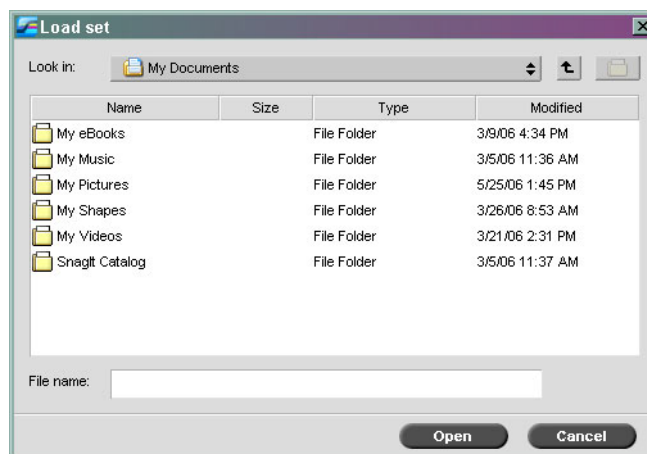 Load set
Look in: My Documents
Name Size Type Modified
My eBooks File Folder 3/9/06 4:34 PM
My Music File Folder 3/5/06 11:36 AM
My Pictures File Folder 5/25/06 1:45 PM
My Shapes File Folder 3/26/06 8:53 AM
My Videos File Folder 3/21/06 2:31 PM
SnagIt Catalog File Folder 3/5/06 11:37 AM
File name:
Open Cancel